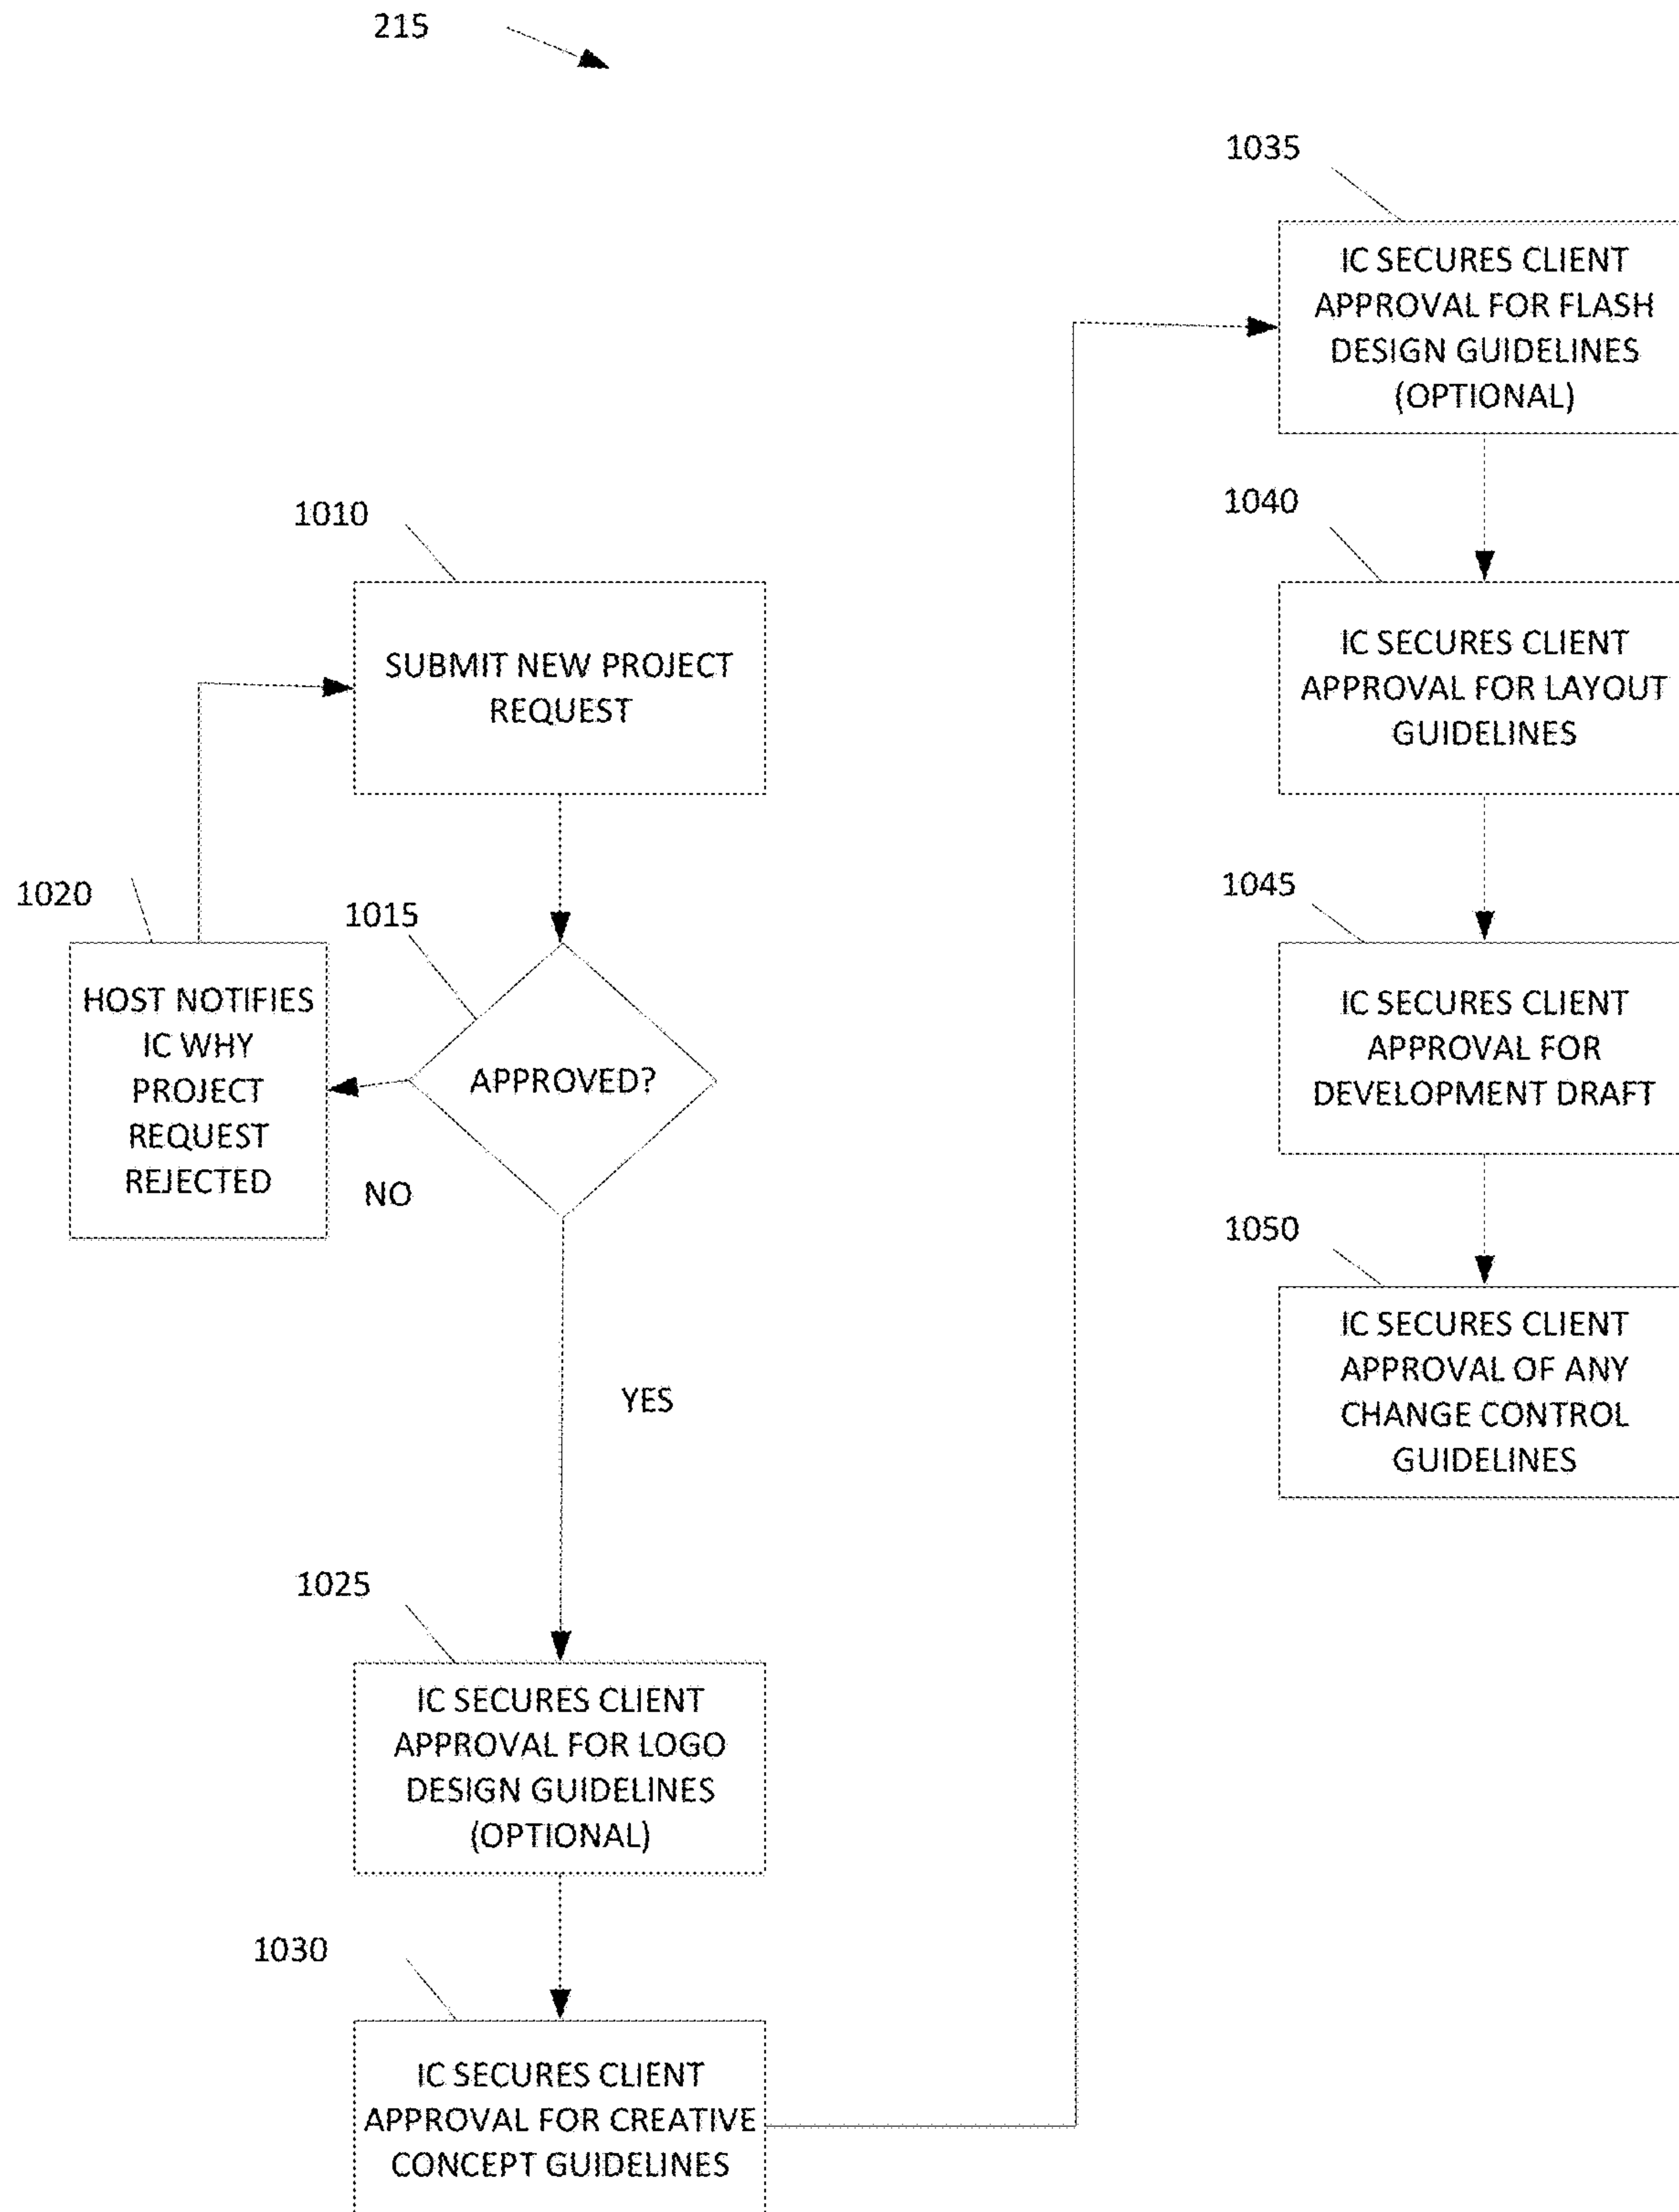 215
1010
SUBMIT NEW PROJECT
REQUEST
1015
APPROVED?
1020
HOST NOTIFIES
IC WHY
PROJECT
REQUEST
REJECTED
NO
YES
1025
IC SECURES CLIENT
APPROVAL FOR LOGO
DESIGN GUIDELINES
(OPTIONAL)
1030
IC SECURES CLIENT
APPROVAL FOR CREATIVE
CONCEPT GUIDELINES
1035
IC SECURES CLIENT
APPROVAL FOR FLASH
DESIGN GUIDELINES
(OPTIONAL)
1040
IC SECURES CLIENT
APPROVAL FOR LAYOUT
GUIDELINES
1045
IC SECURES CLIENT
APPROVAL FOR
DEVELOPMENT DRAFT
1050
IC SECURES CLIENT
APPROVAL OF ANY
CHANGE CONTROL
GUIDELINES